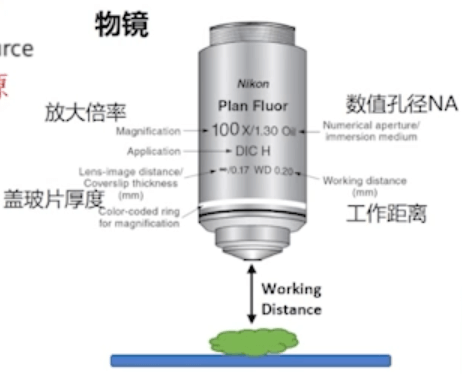 物镜
urce
源
Nikon
Plan Fluor
放大倍率
数值孔径NA
Magnification
100X/1.30 Oil
Numerical aperture/
immersion medium
Application
DIC H
Lens-image distance/
Coverslip thickness
(mm)
∞/0.17 WD 0.20
Working distance
(mm)
盖玻片厚度
Color-coded ring
for magnification
工作距离
Working
Distance